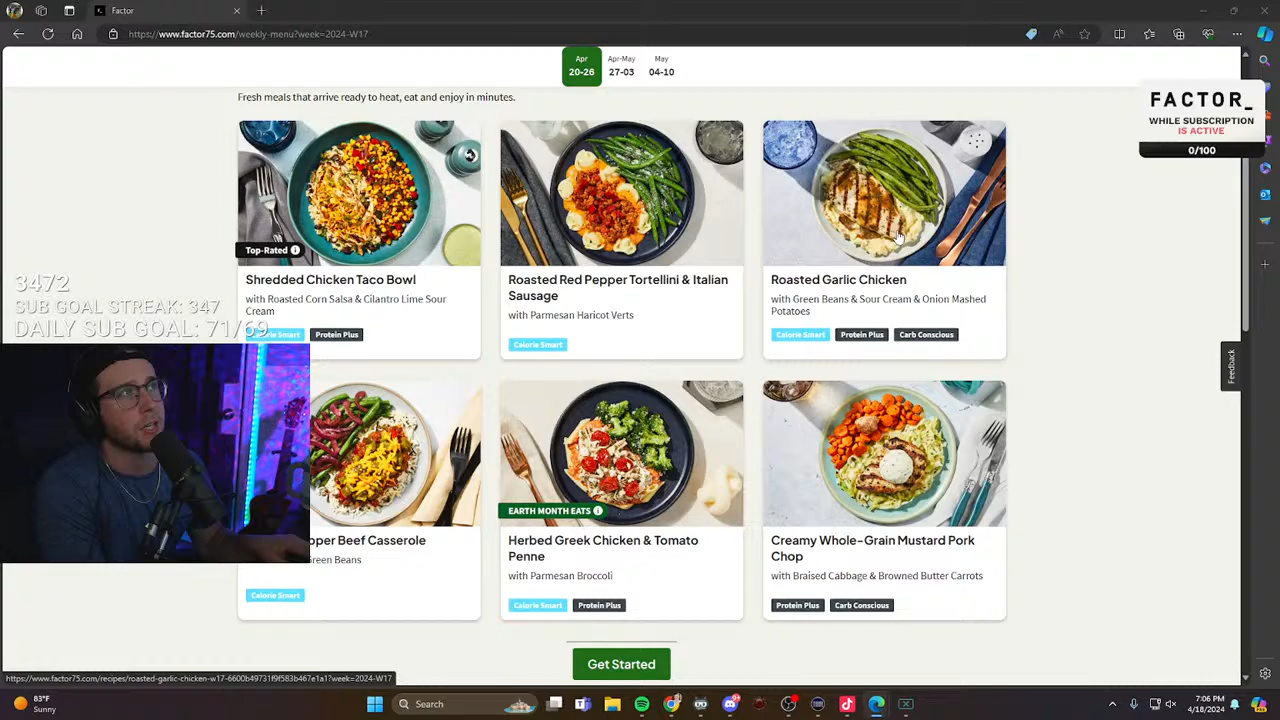 Factor
https://www.factor75.com/weekly-menu?week=2024-W17
Apr
20-26
Apr-May
27-03
May
04-10
Fresh meals that arrive ready to heat, eat and enjoy in minutes.
FACTOR_
WHILE SUBSCRIPTION
IS ACTIVE
0/100
Top-Rated
Shredded Chicken Taco Bowl
with Roasted Corn Salsa & Cilantro Lime Sour
Cream
Calorie Smart
Protein Plus
Roasted Red Pepper Tortellini & Italian
Sausage
with Parmesan Haricot Verts
Calorie Smart
Roasted Garlic Chicken
with Green Beans & Sour Cream & Onion Mashed
Potatoes
Calorie Smart
Protein Plus
Carb Conscious
3472
SUB GOAL STREAK: 347
DAILY SUB GOAL: 71/69
Feedback
pper Beef Casserole
Green Beans
Calorie Smart
EARTH MONTH EATS
Herbed Greek Chicken & Tomato
Penne
with Parmesan Broccoli
Calorie Smart
Protein Plus
Creamy Whole-Grain Mustard Pork
Chop
with Braised Cabbage & Browned Butter Carrots
Protein Plus
Carb Conscious
Get Started
https://www.factor75.com/recipes/roasted-garlic-chicken-w17-6600b49731f9f583b467e1a1?week=2024-W17
83°F
Sunny
Search
7:06 PM
4/18/2024